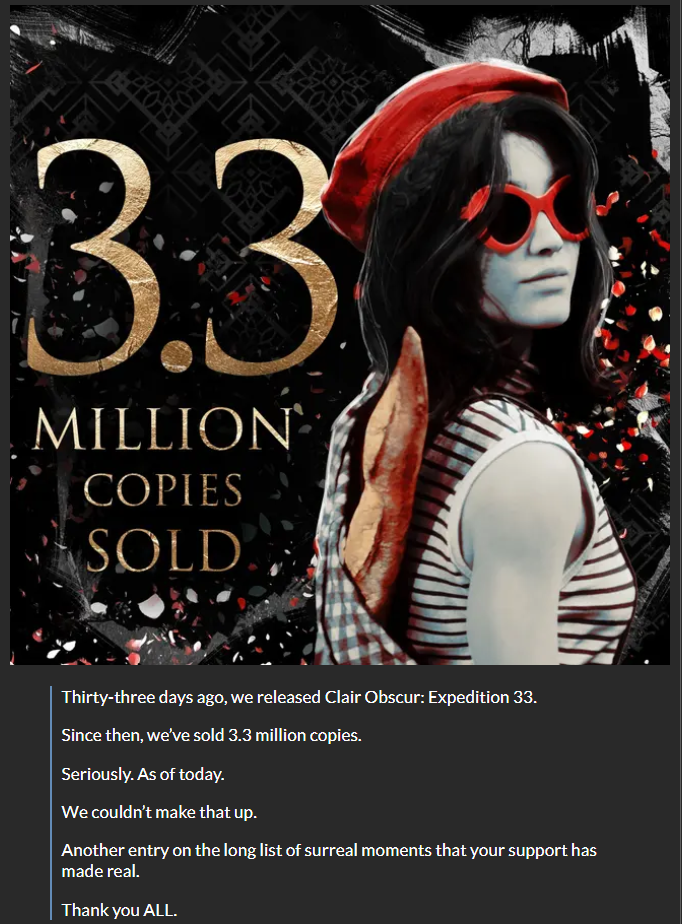 3.3
MILLION
COPIES
SOLD
Thirty-three days ago, we released Clair Obscur: Expedition 33.
Since then, we’ve sold 3.3 million copies.
Seriously. As of today.
We couldn’t make that up.
Another entry on the long list of surreal moments that your support has
made real.
Thank you ALL.